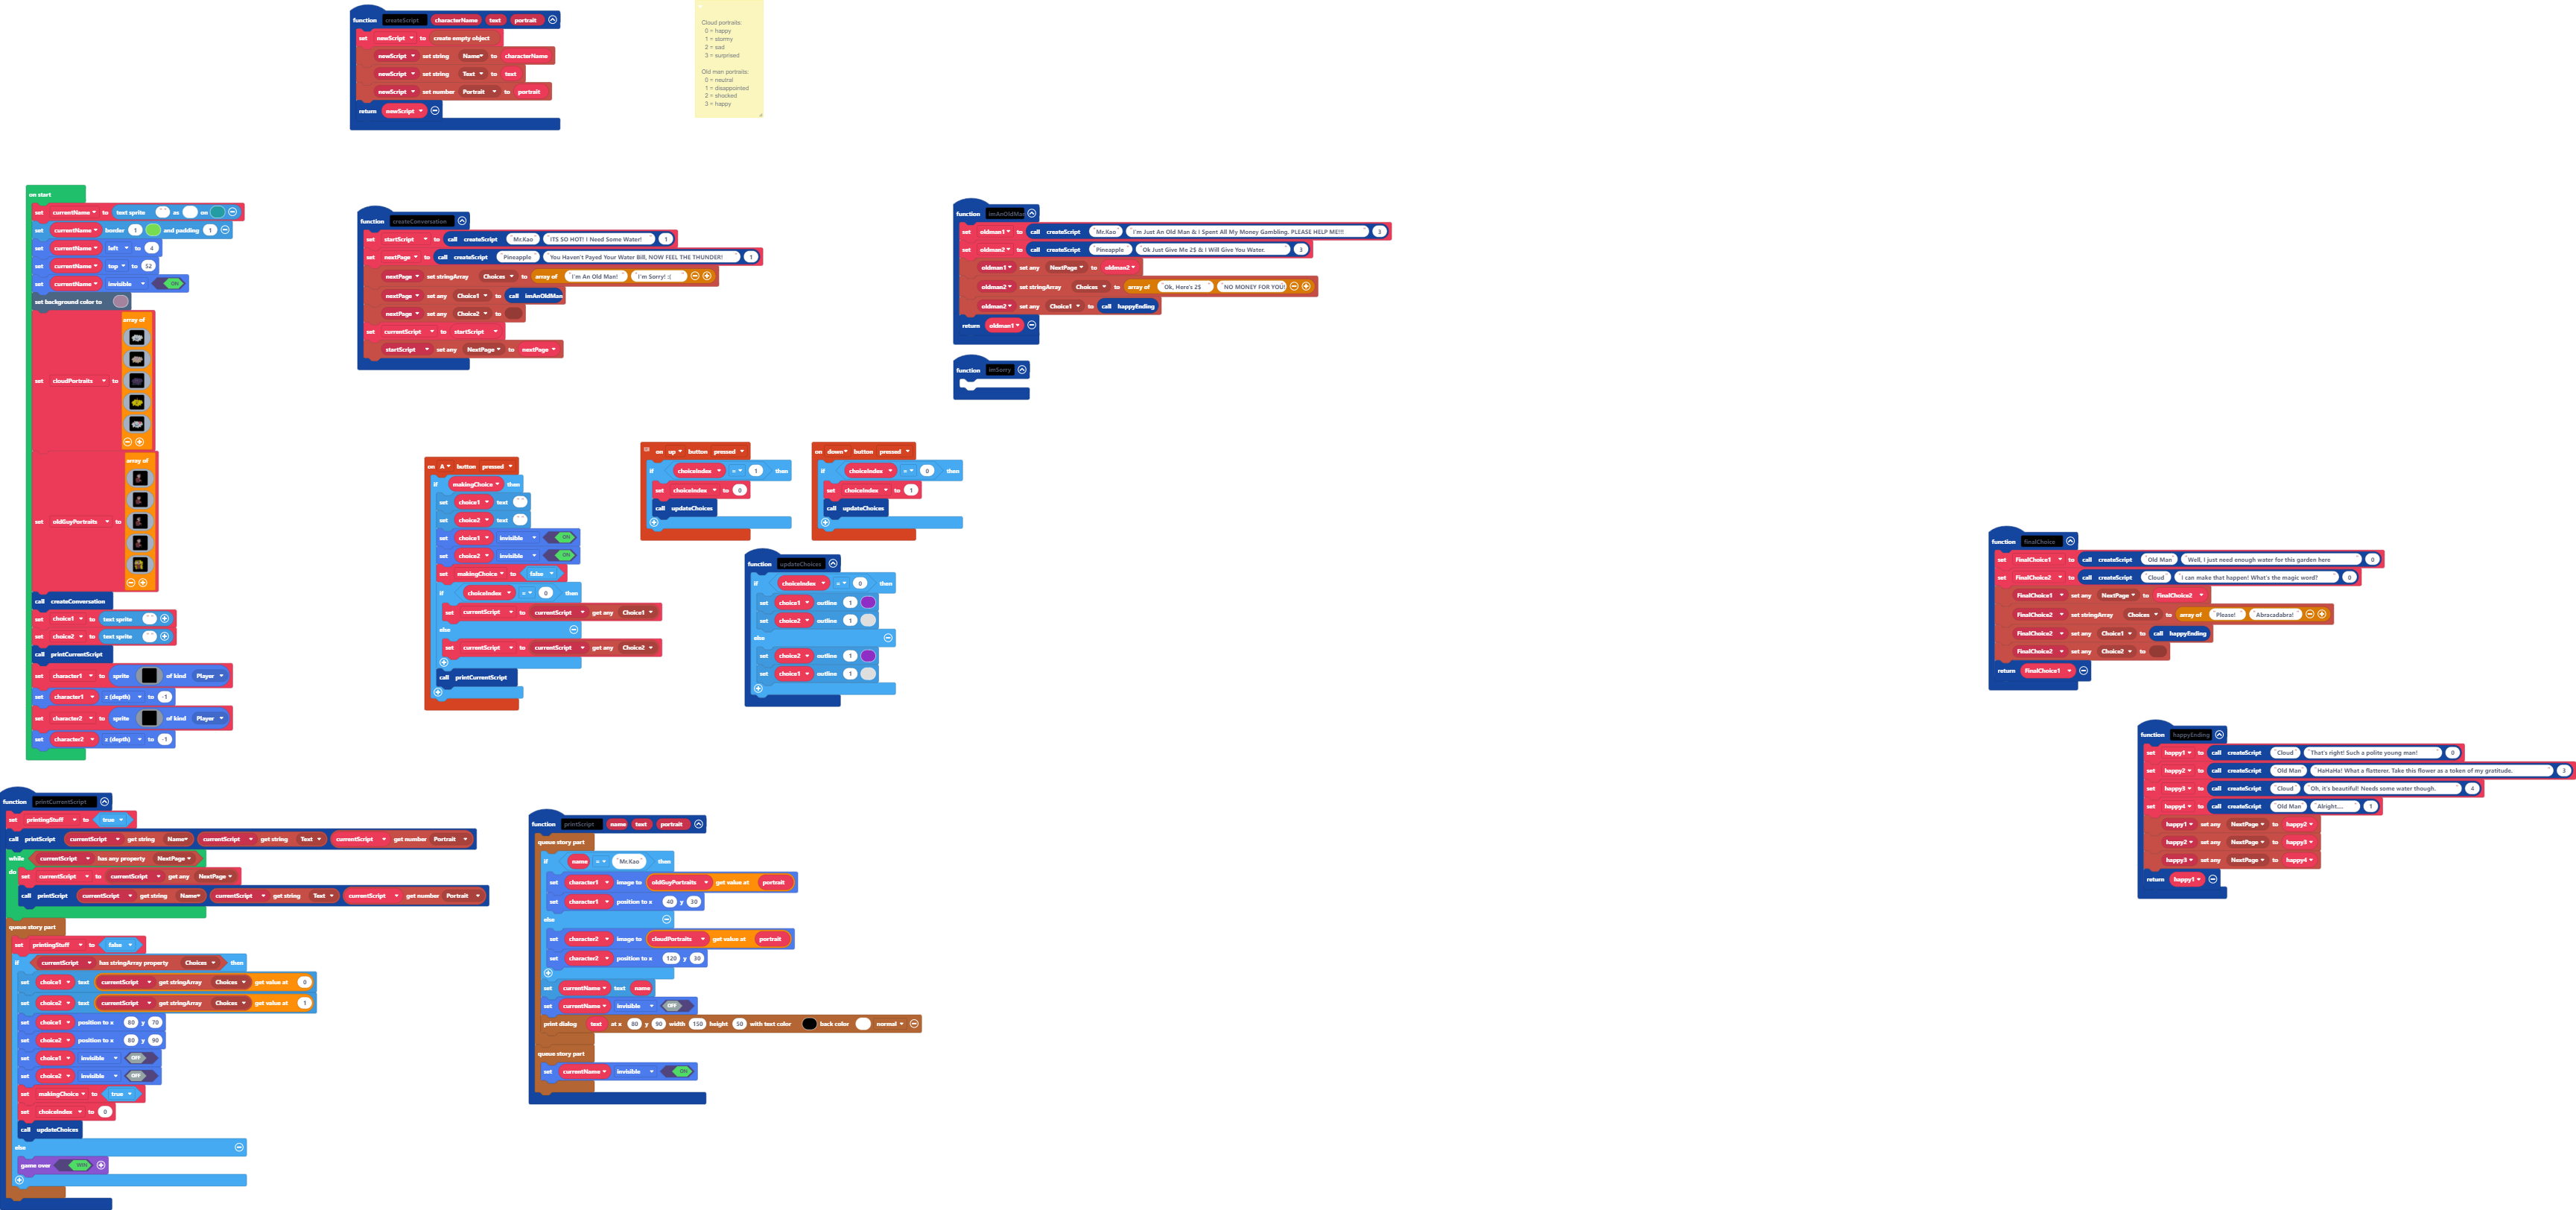 function createScript characterName text portrait
set newScript to create empty object
newScript set string Name to characterName
newScript set string Text to text
newScript set number Portrait to portrait
return newScript
Cloud portraits:
0 = happy
1 = stormy
2 = sad
3 = surprised
Old man portraits:
0 = neutral
1 = disappointed
2 = shocked
3 = happy
on start
set currentName to text sprite " " as on
set currentName border 1 and padding 1
set currentName left to 4
set currentName top to 52
set currentName invisible ON
set background color to
set cloudPortraits to array of
set oldGuyPortraits to array of
call createConversation
set choice1 to text sprite " "
set choice2 to text sprite " "
call printCurrentScript
set character1 to sprite of kind Player
set character1 z (depth) to -1
set character2 to sprite of kind Player
set character2 z (depth) to -1
function createConversation
set startScript to call createScript "Mr.Kao" "ITS SO HOT! I Need Some Water!" 1
set nextPage to call createScript "Pineapple" "You Haven't Payed Your Water Bill, NOW FEEL THE THUNDER!" 1
nextPage set stringArray Choices to array of "I'm An Old Man!" "I'm Sorry! :("
nextPage set any Choice1 to call imAnOldMan
nextPage set any Choice2 to
set currentScript to startScript
startScript set any NextPage to nextPage
function imAnOldMan
set oldman1 to call createScript "Mr.Kao" "I'm Just An Old Man & I Spent All My Money Gambling. PLEASE HELP ME!!!" 3
set oldman2 to call createScript "Pineapple" "Ok Just Give Me 2$ & I Will Give You Water." 3
oldman1 set any NextPage to oldman2
oldman2 set stringArray Choices to array of "Ok, Here's 2$" "NO MONEY FOR YOU!
oldman2 set any Choice1 to call happyEnding
return oldman1
function imSorry
on A button pressed
if makingChoice then
set choice1 text " "
set choice2 text " "
set choice1 invisible ON
set choice2 invisible ON
set makingChoice to false
if choiceIndex = 0 then
set currentScript to currentScript get any Choice1
else
set currentScript to currentScript get any Choice2
call printCurrentScript
on up button pressed
if choiceIndex = 1 then
set choiceIndex to 0
call updateChoices
on down button pressed
if choiceIndex = 0 then
set choiceIndex to 1
call updateChoices
function updateChoices
if choiceIndex = 0 then
set choice1 outline 1
set choice2 outline 1
else
set choice2 outline 1
set choice1 outline 1
function finalChoice
set FinalChoice1 to call createScript "Old Man" "Well, I just need enough water for this garden here" 0
set FinalChoice2 to call createScript "Cloud" "I can make that happen! What's the magic word?" 0
FinalChoice1 set any NextPage to FinalChoice2
FinalChoice2 set stringArray Choices to array of "Please!" "Abracadabra!"
FinalChoice2 set any Choice1 to call happyEnding
FinalChoice2 set any Choice2 to
return FinalChoice1
function happyEnding
set happy1 to call createScript "Cloud" "That's right! Such a polite young man!" 0
set happy2 to call createScript "Old Man" "HaHaHa! What a flatterer. Take this flower as a token of my gratitude." 3
set happy3 to call createScript "Cloud" "Oh, it's beautiful! Needs some water though." 4
set happy4 to call createScript "Old Man" "Alright...." 1
happy1 set any NextPage to happy2
happy2 set any NextPage to happy3
happy3 set any NextPage to happy4
return happy1
function printCurrentScript
set printingStuff to true
call printScript currentScript get string Name currentScript get string Text currentScript get number Portrait
while currentScript has any property NextPage
do set currentScript to currentScript get any NextPage
call printScript currentScript get string Name currentScript get string Text currentScript get number Portrait
queue story part
set printingStuff to false
if currentScript has stringArray property Choices then
set choice1 text currentScript get stringArray Choices get value at 0
set choice2 text currentScript get stringArray Choices get value at 1
set choice1 position to x 80 y 70
set choice2 position to x 80 y 90
set choice1 invisible OFF
set choice2 invisible OFF
set makingChoice to true
set choiceIndex to 0
call updateChoices
else
game over WIN
function printScript name text portrait
queue story part
if name = "Mr.Kao" then
set character1 image to oldGuyPortraits get value at portrait
set character1 position to x 40 y 30
else
set character2 image to cloudPortraits get value at portrait
set character2 position to x 120 y 30
set currentName text name
set currentName invisible OFF
print dialog text at x 80 y 90 width 150 height 50 with text color back color normal
queue story part
set currentName invisible ON